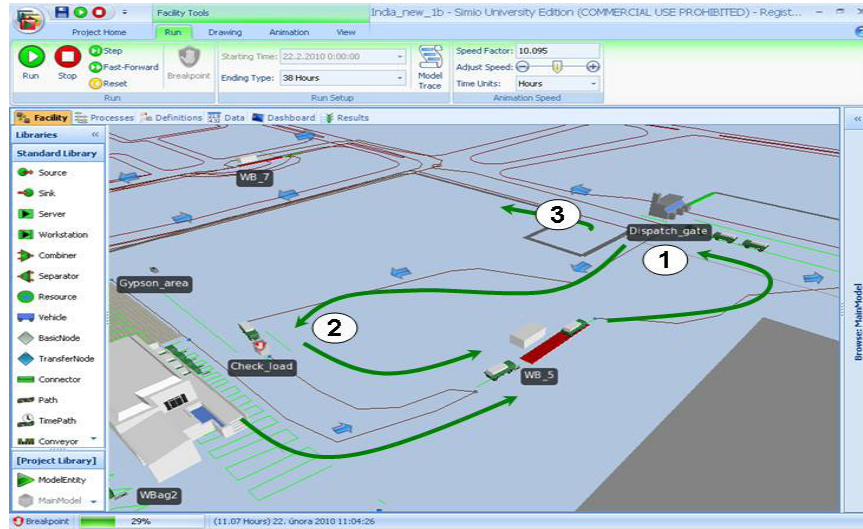 India_new_1b - Simio University Edition (COMMERCIAL USE PROHIBITED) - Regist...
Facility Tools
Project Home Run Drawing Animation View
Run Stop Step Fast-Forward Reset
Breakpoint
Starting Time: 22.2.2010 0:00:00
Ending Type: 38 Hours
Model Trace
Speed Factor: 10.095
Adjust Speed:
Time Units: Hours
Run Run Setup Animation Speed
Facility Processes Definitions Data Dashboard Results
Libraries
Standard Library
Source
Sink
Server
Workstation
Combiner
Separator
Resource
Vehicle
BasicNode
TransferNode
Connector
Path
TimePath
Conveyor
[Project Library]
ModelEntity
MainModel
WB_7
3
Dispatch_gate
1
Gypson_area
2
Check_load
WB_5
WBag2
Browse: MainModel
Breakpoint 29% (11.07 Hours) 22. února 2010 11:04:26